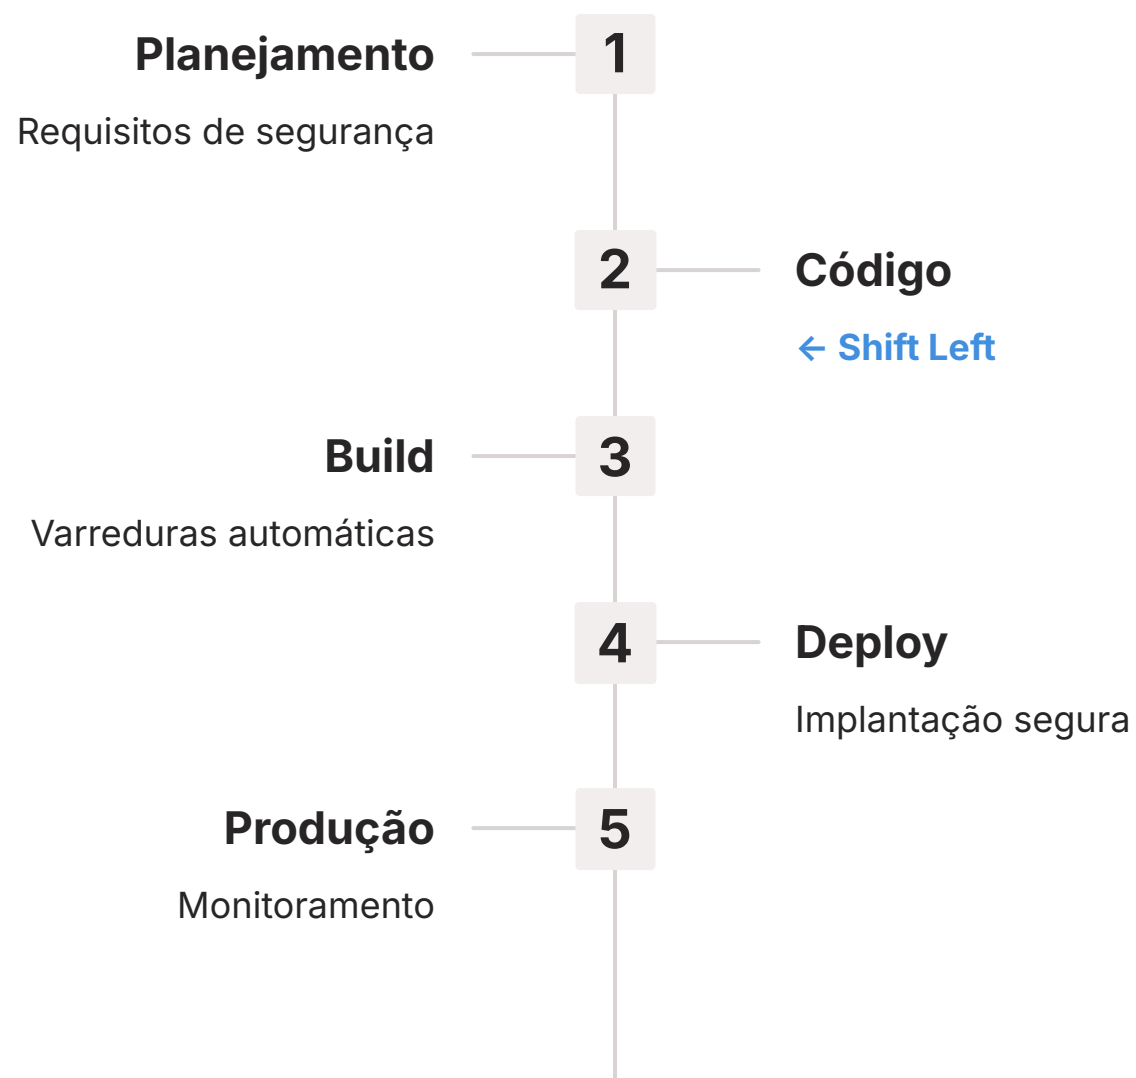 Planejamento
1
Requisitos de segurança
2
Código
← Shift Left
Build
3
Varreduras automáticas
4
Deploy
Implantação segura
Produção
5
Monitoramento